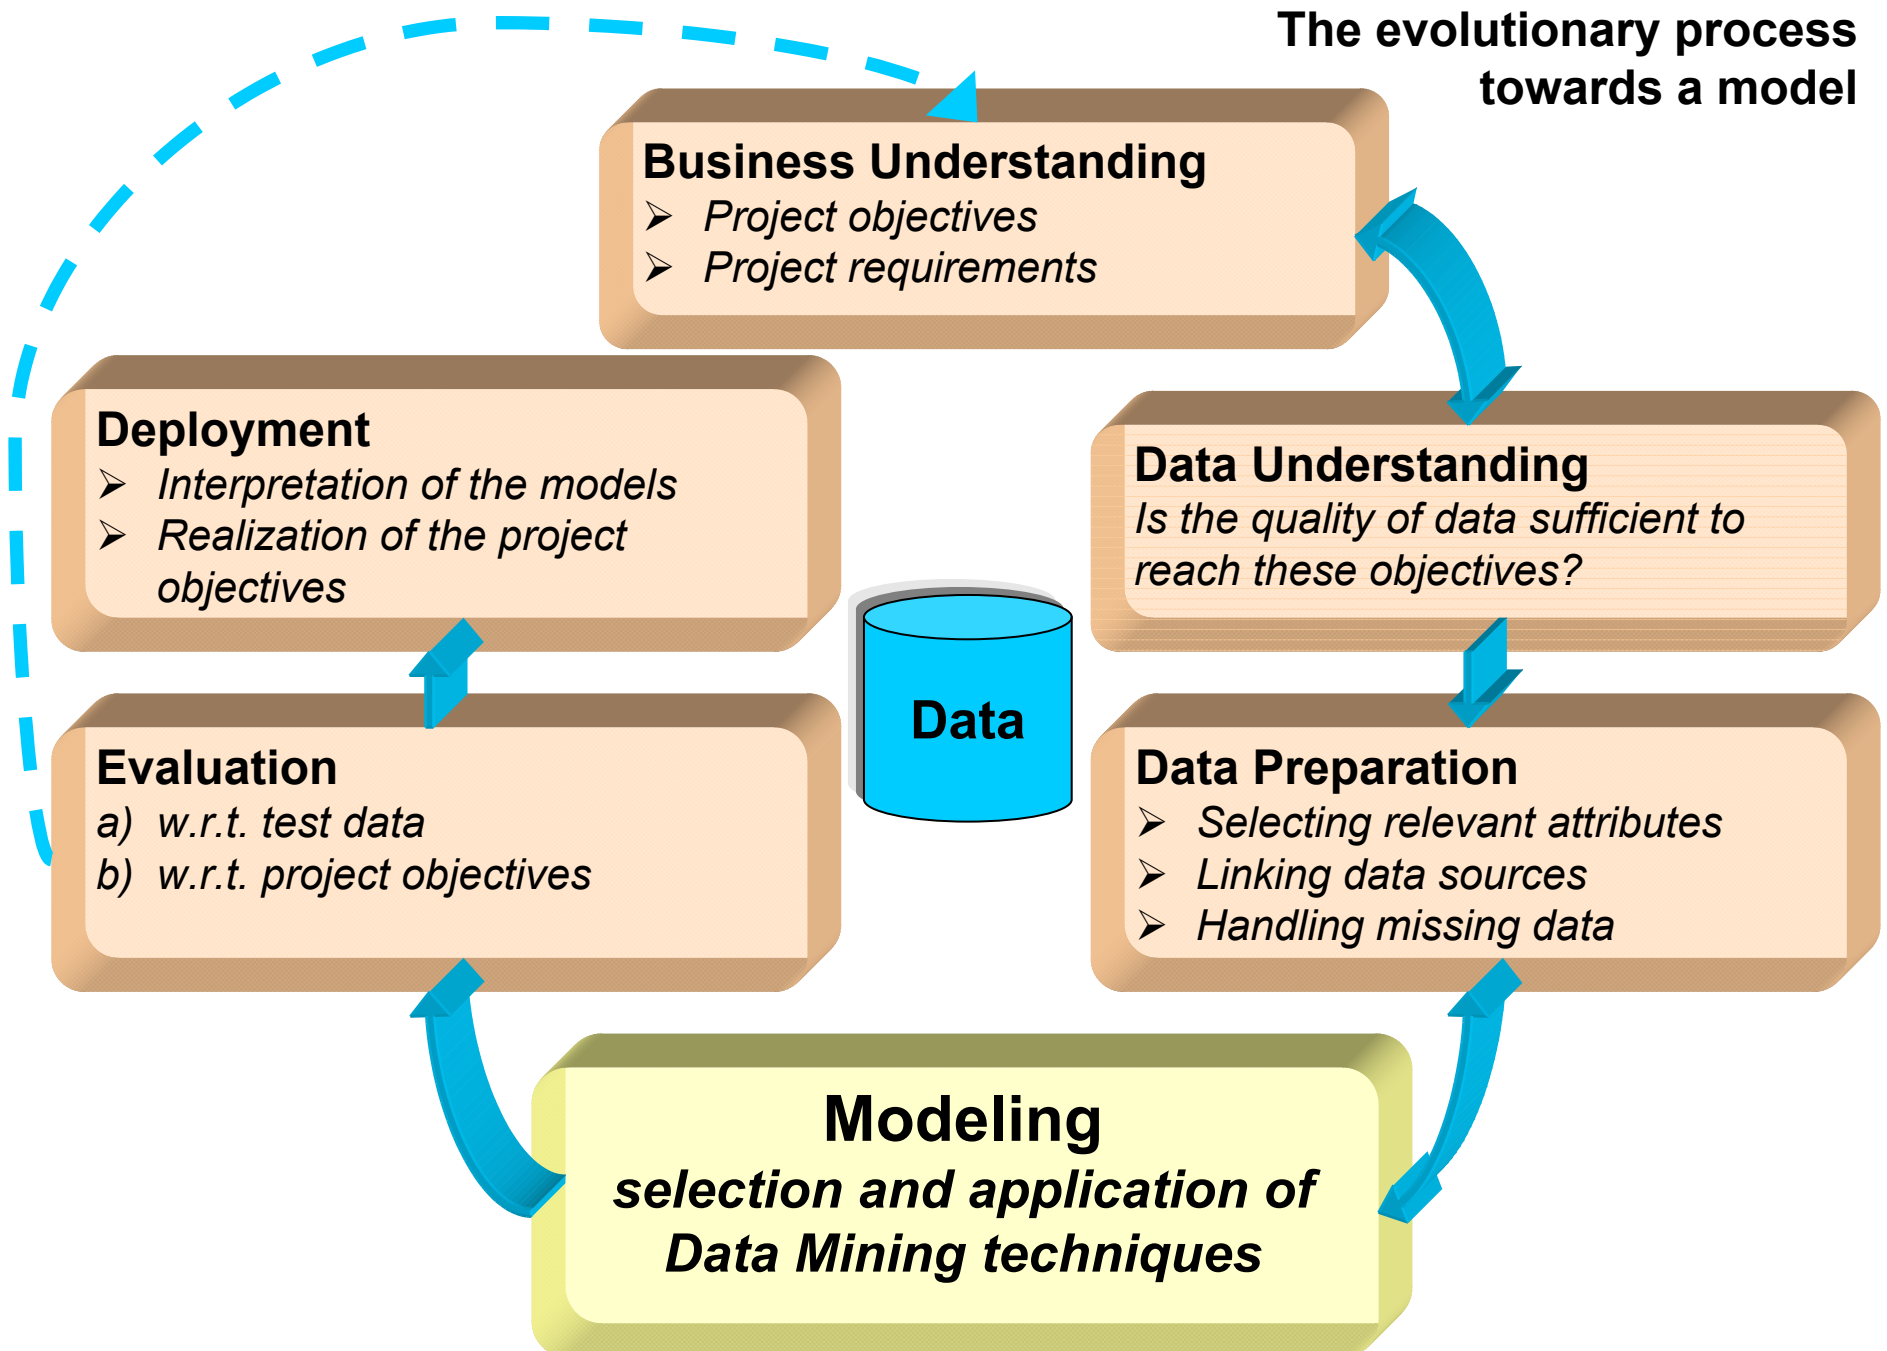 The evolutionary process
towards a model
Business Understanding
➢ Project objectives
➢ Project requirements
Data Understanding
Is the quality of data sufficient to
reach these objectives?
Data Preparation
➢ Selecting relevant attributes
➢ Linking data sources
➢ Handling missing data
Modeling
selection and application of
Data Mining techniques
Evaluation
a) w.r.t. test data
b) w.r.t. project objectives
Deployment
➢ Interpretation of the models
➢ Realization of the project
objectives
Data